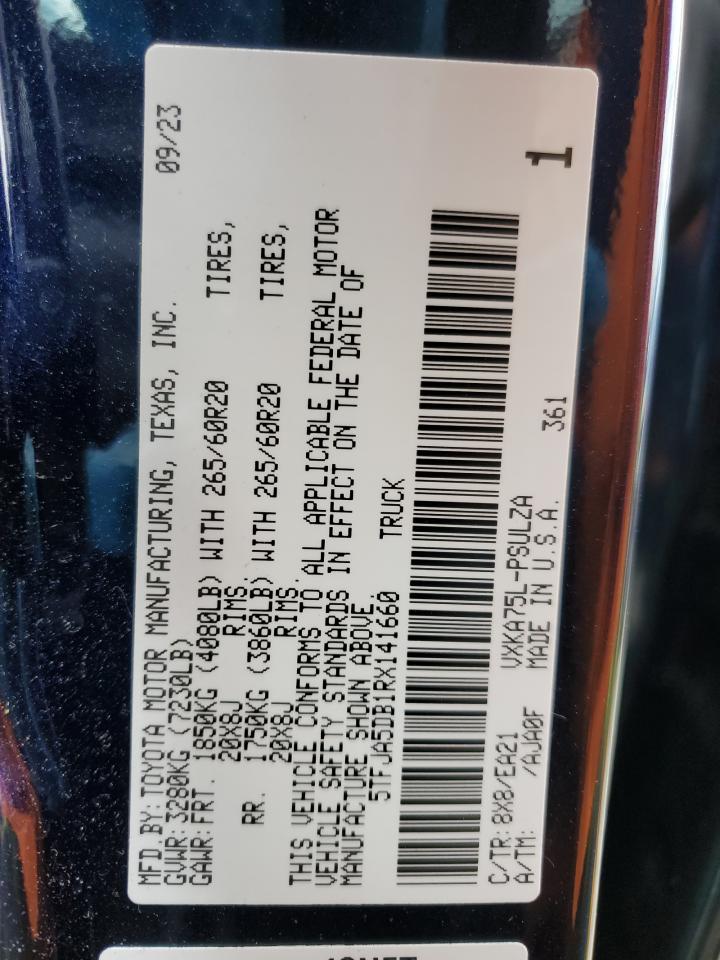 MFD.BY:TOYOTA MOTOR MANUFACTURING, TEXAS, INC. 09/23
GVWR:3280KG (7230LB)
GAWR:FRT. 1850KG (4080LB) WITH 265/60R20 TIRES,
20X8J RIMS.
RR. 1750KG (3860LB) WITH 265/60R20 TIRES,
20X8J RIMS.
THIS VEHICLE CONFORMS TO ALL APPLICABLE FEDERAL MOTOR
VEHICLE SAFETY STANDARDS IN EFFECT ON THE DATE OF
MANUFACTURE SHOWN ABOVE.
5TFJA5DB1RX141660 TRUCK
C/TR:8X8/EA21 VXKA75L-PSULZA 361
A/TM: /AJA0F MADE IN U.S.A.
1